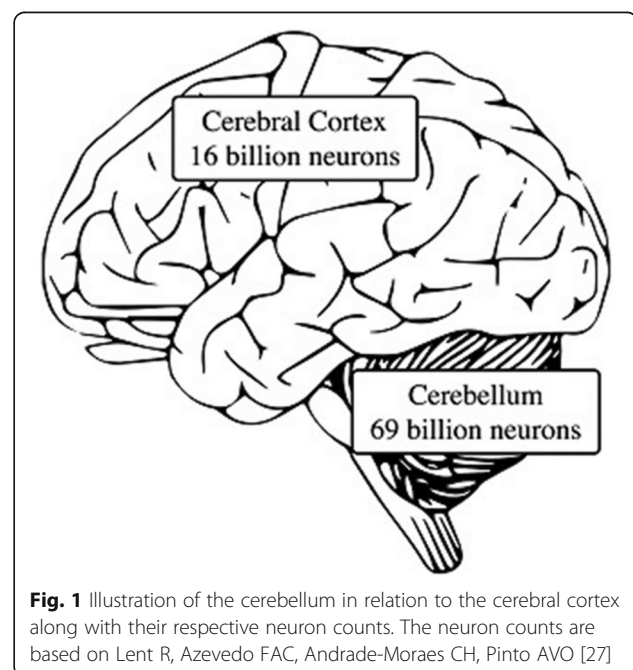 Cerebral Cortex
16 billion neurons
Cerebellum
69 billion neurons
Fig. 1 Illustration of the cerebellum in relation to the cerebral cortex
along with their respective neuron counts. The neuron counts are
based on Lent R, Azevedo FAC, Andrade-Moraes CH, Pinto AVO [27]